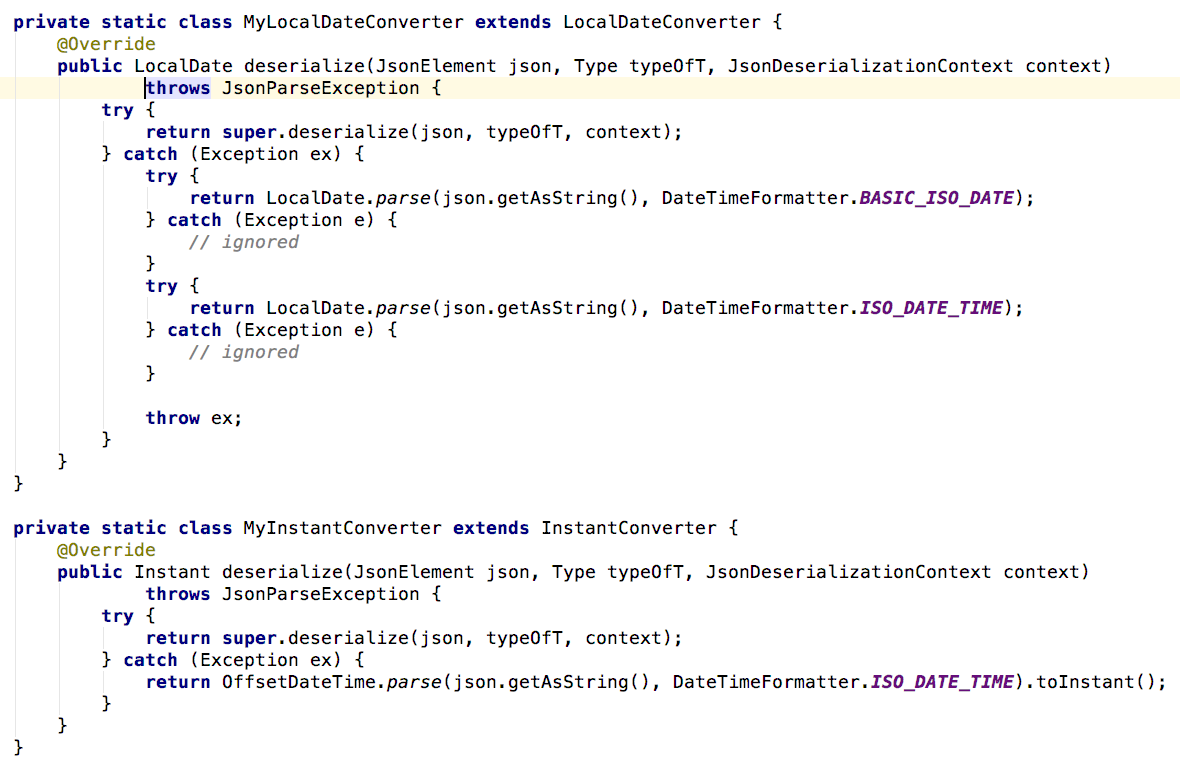 private static class MyLocalDateConverter extends LocalDateConverter {
    @Override
    public LocalDate deserialize(JsonElement json, Type typeOfT, JsonDeserializationContext context)
            throws JsonParseException {
        try {
            return super.deserialize(json, typeOfT, context);
        } catch (Exception ex) {
            try {
                return LocalDate.parse(json.getAsString(), DateTimeFormatter.BASIC_ISO_DATE);
            } catch (Exception e) {
                // ignored
            }
            try {
                return LocalDate.parse(json.getAsString(), DateTimeFormatter.ISO_DATE_TIME);
            } catch (Exception e) {
                // ignored
            }

            throw ex;
        }
    }
}

private static class MyInstantConverter extends InstantConverter {
    @Override
    public Instant deserialize(JsonElement json, Type typeOfT, JsonDeserializationContext context)
            throws JsonParseException {
        try {
            return super.deserialize(json, typeOfT, context);
        } catch (Exception ex) {
            return OffsetDateTime.parse(json.getAsString(), DateTimeFormatter.ISO_DATE_TIME).toInstant();
        }
    }
}